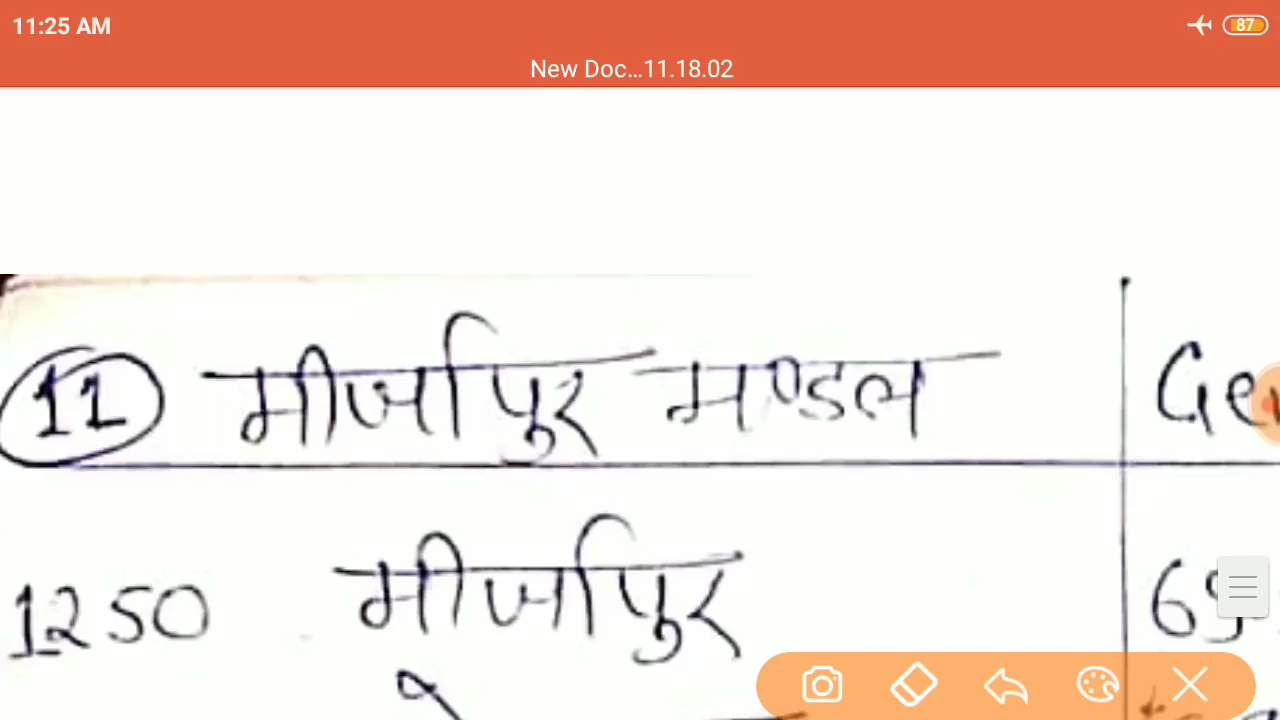 11:25 AM
87
New Doc...11.18.02
11 मीर्जापुर मण्डल
1250 मीर्जापुर